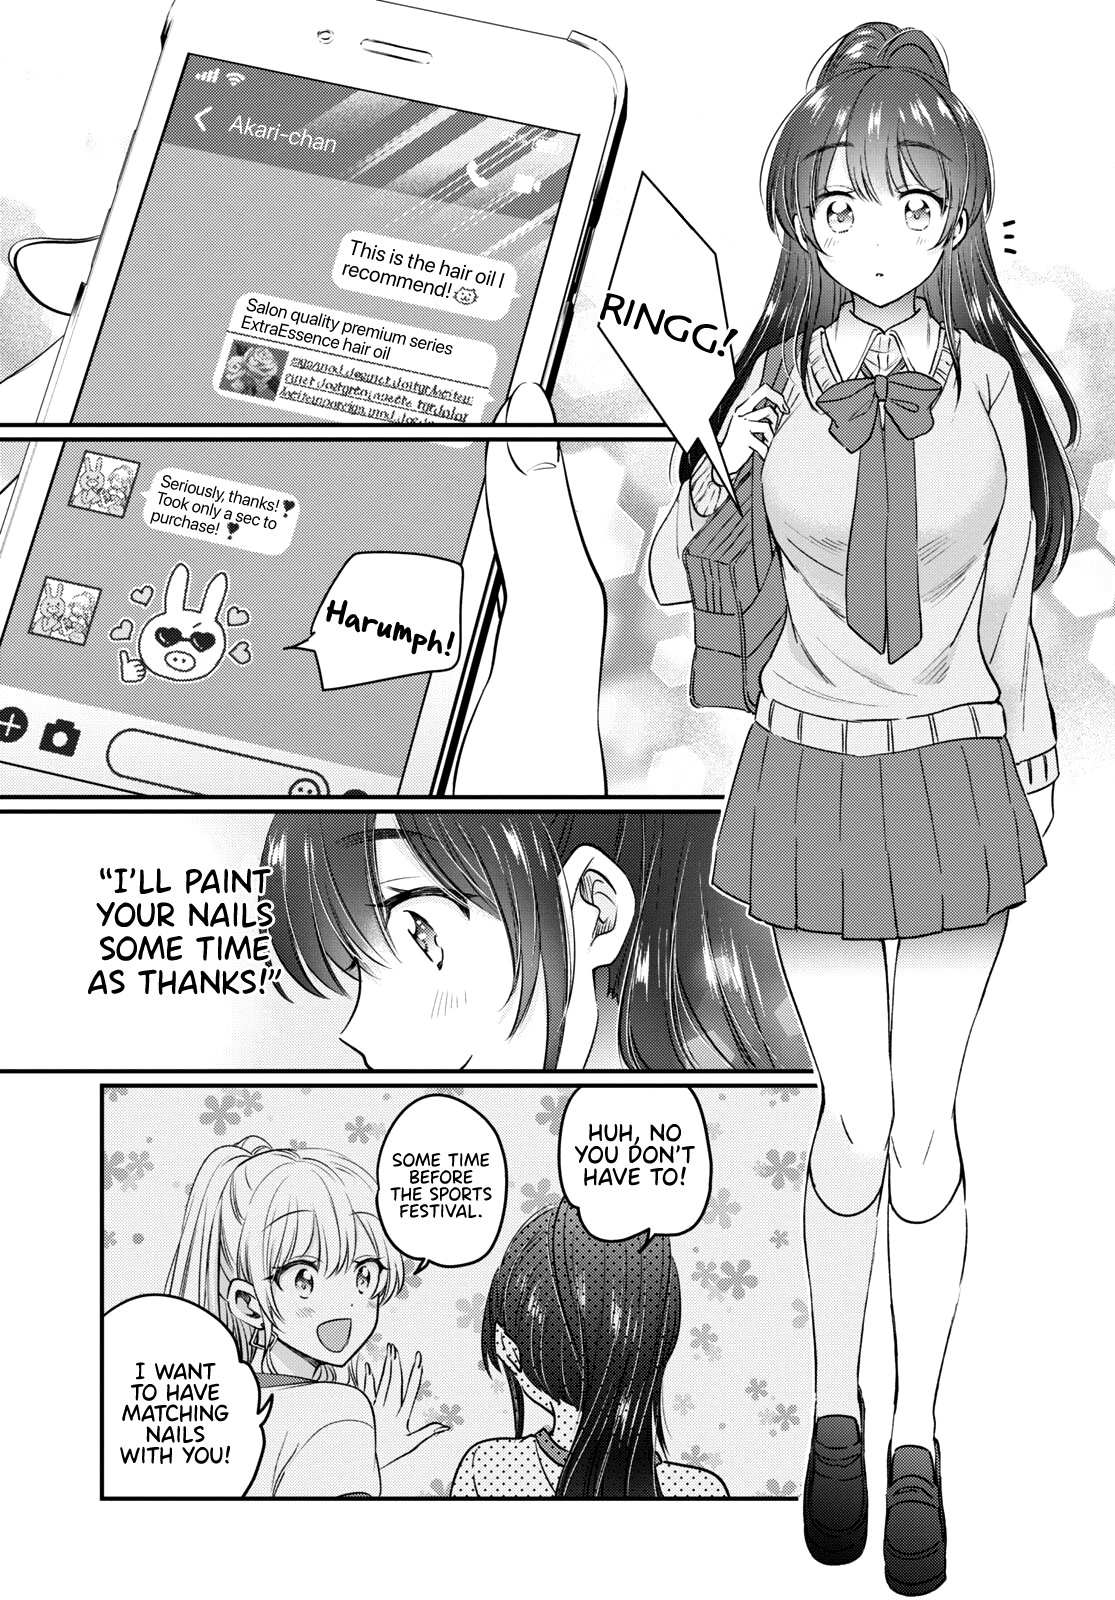 Akari-chan
This is the hair oil I
recommend!
Salon quality premium series
ExtraEssence hair oil
RINGG!
Seriously, thanks!
Took only a sec to
purchase!
Harumph!
“I’LL PAINT
YOUR NAILS
SOME TIME
AS THANKS!”
HUH, NO
YOU DON’T
HAVE TO!
SOME TIME
BEFORE
THE SPORTS
FESTIVAL.
I WANT
TO HAVE
MATCHING
NAILS
WITH YOU!